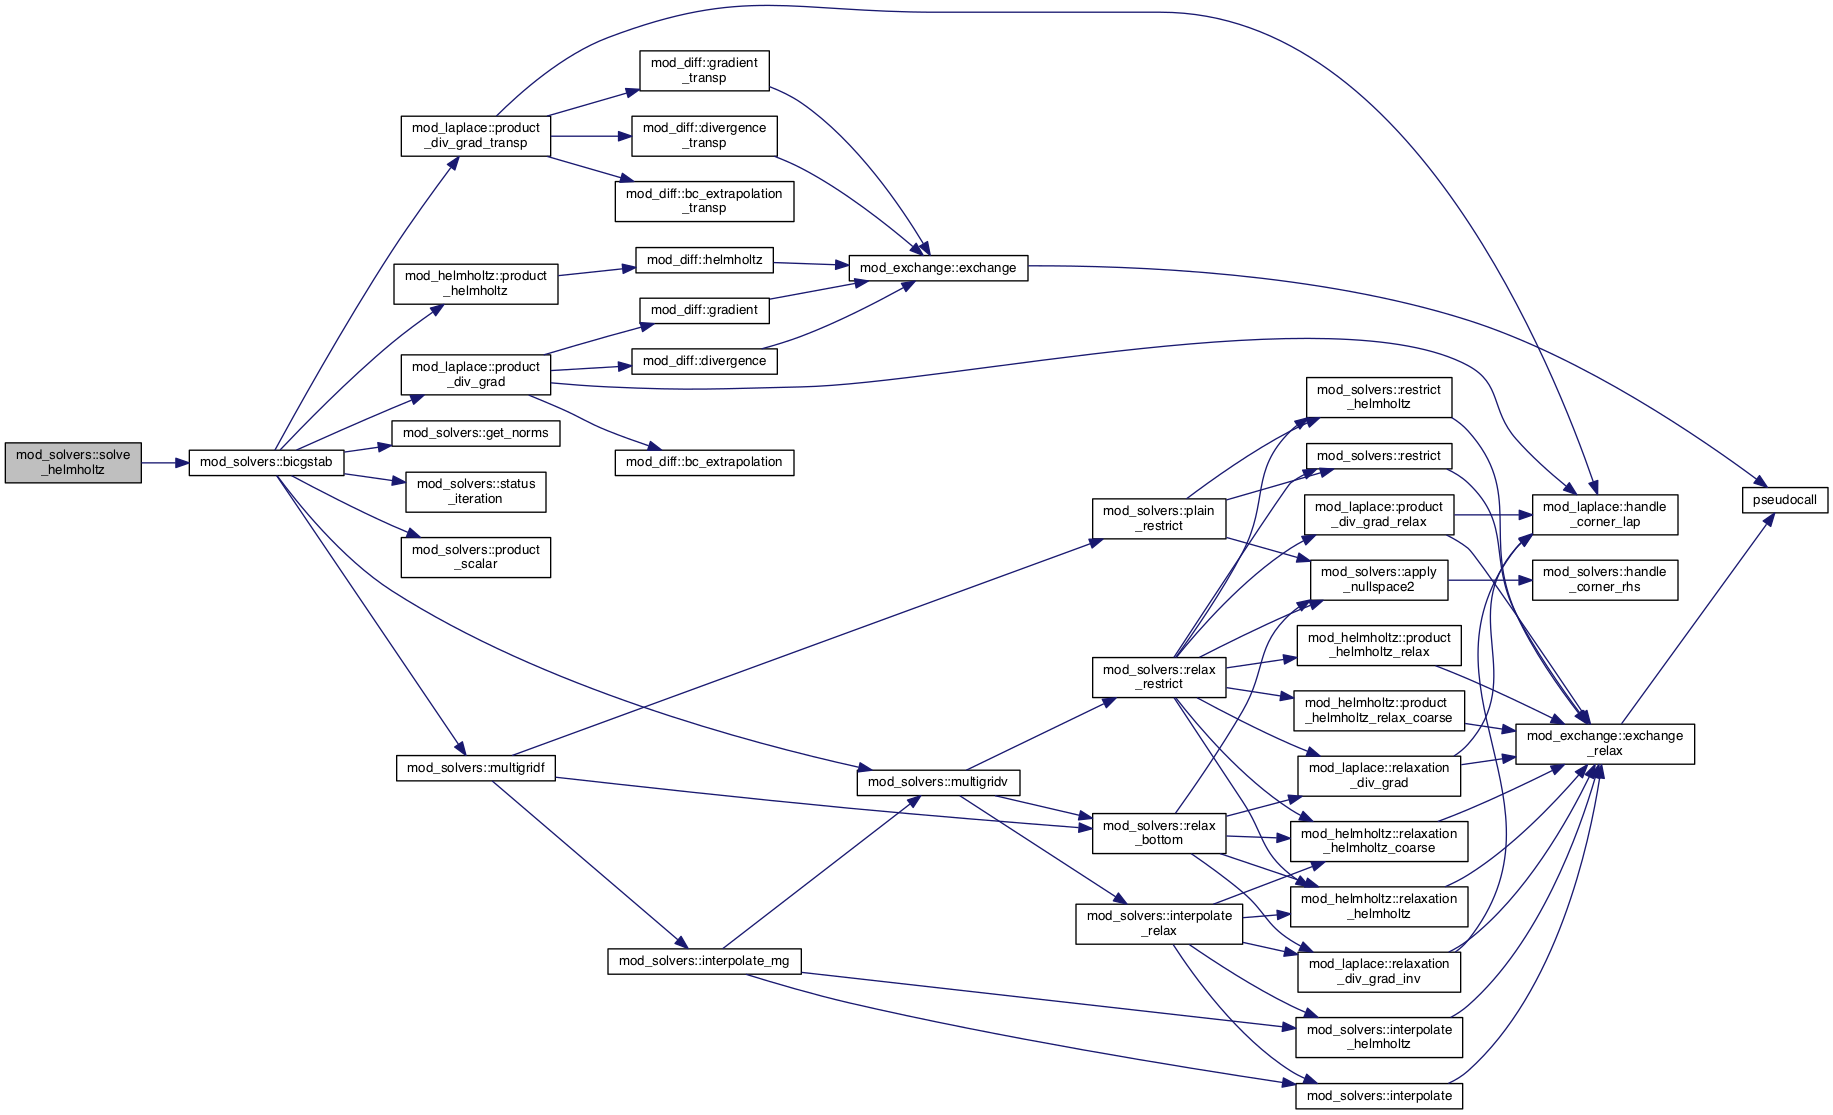 mod_solvers::solve
_helmholtz
mod_solvers::bicgstab
mod_laplace::product
_div_grad_transp
mod_helmholtz::product
_helmholtz
mod_laplace::product
_div_grad
mod_solvers::get_norms
mod_solvers::status
_iteration
mod_solvers::product
_scalar
mod_solvers::multigridf
mod_diff::gradient
_transp
mod_diff::divergence
_transp
mod_diff::bc_extrapolation
_transp
mod_diff::helmholtz
mod_diff::gradient
mod_diff::divergence
mod_diff::bc_extrapolation
mod_solvers::interpolate_mg
mod_exchange::exchange
mod_solvers::multigridv
mod_solvers::plain
_restrict
mod_solvers::relax
_restrict
mod_solvers::relax
_bottom
mod_solvers::interpolate
_relax
mod_solvers::restrict
_helmholtz
mod_solvers::restrict
mod_laplace::product
_div_grad_relax
mod_solvers::apply
_nullspace2
mod_helmholtz::product
_helmholtz_relax
mod_helmholtz::product
_helmholtz_relax_coarse
mod_laplace::relaxation
_div_grad
mod_helmholtz::relaxation
_helmholtz_coarse
mod_helmholtz::relaxation
_helmholtz
mod_laplace::relaxation
_div_grad_inv
mod_solvers::interpolate
_helmholtz
mod_solvers::interpolate
mod_laplace::handle
_corner_lap
mod_solvers::handle
_corner_rhs
mod_exchange::exchange
_relax
pseudocall